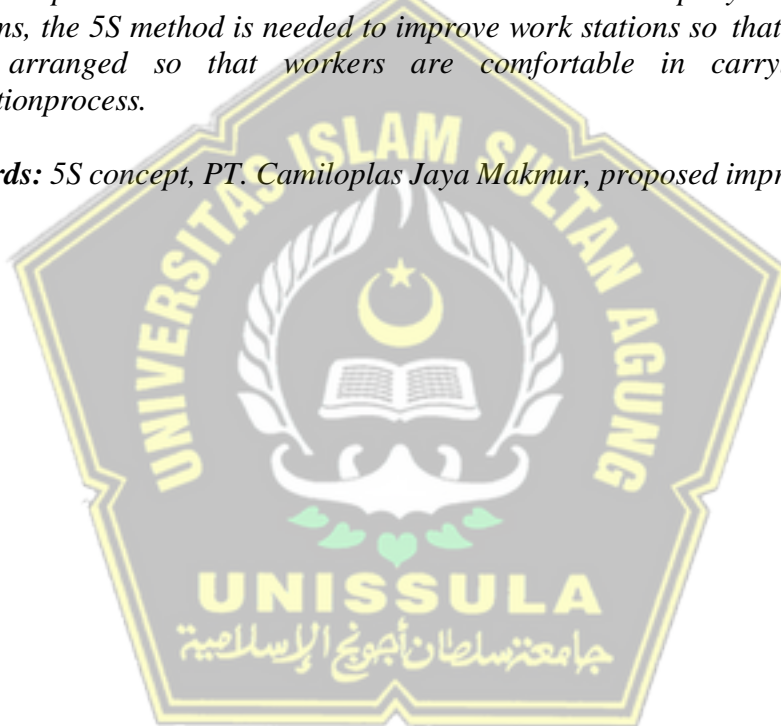 ns, the 5S method is needed to improve work stations so that
arranged so that workers are comfortable in carry
tionprocess.
rds: 5S concept, PT. Camiloplas Jaya Makmur, proposed impr
UNIVERSITAS ISLAM SULTAN AGUNG
UNISSULA
جامعة سلطان أجونج الإسلامية